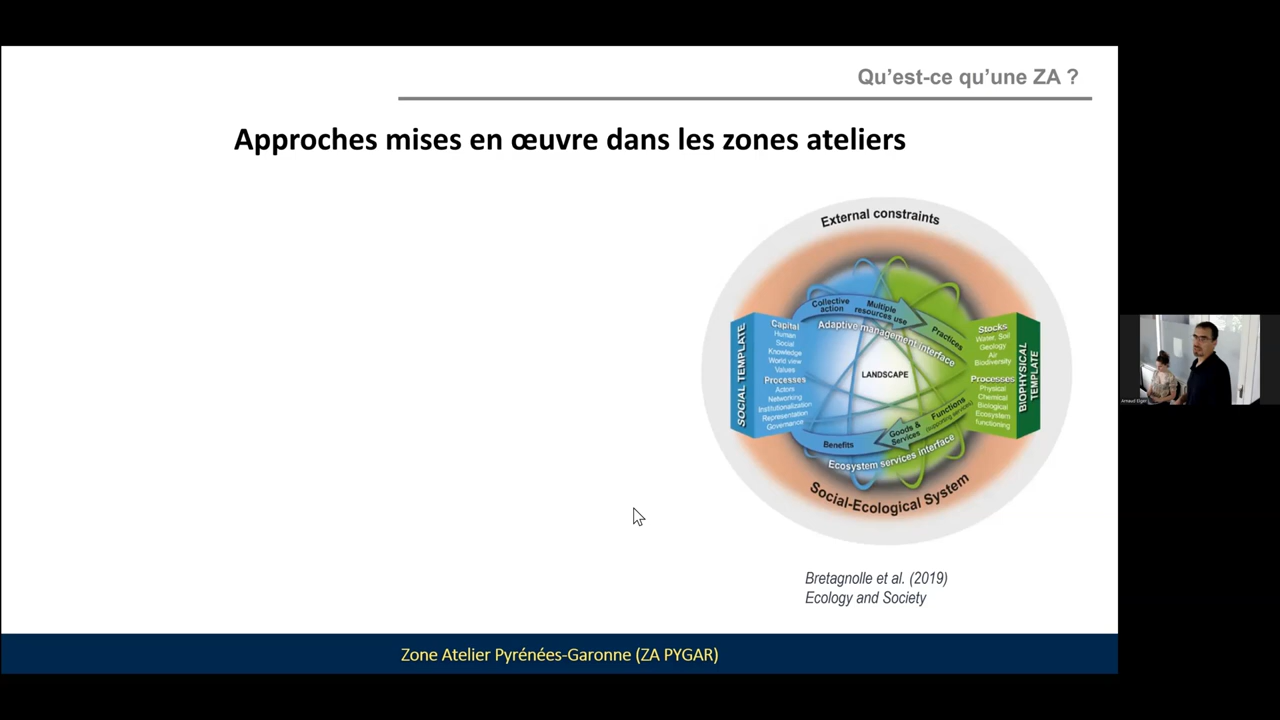 Qu'est-ce qu'une ZA ?
Approches mises en œuvre dans les zones ateliers
External constraints
Collective
action
Multiple
resources use
Practices
Adaptive management interface
SOCIAL TEMPLATE
Capital
Human
Social
Knowledge
World view
Values
Processes
Actors
Networking
Institutionalization
Representation
Governance
LANDSCAPE
Stocks
Water, Soil
Geology
Air
Biodiversity
Processes
Physical
Chemical
Biological
Ecosystem
functioning
BIOPHYSICAL
TEMPLATE
Functions
(supporting services)
Goods &
Services
Benefits
Ecosystem services interface
Social-Ecological System
Bretagnolle et al. (2019)
Ecology and Society
Zone Atelier Pyrénées-Garonne (ZA PYGAR)